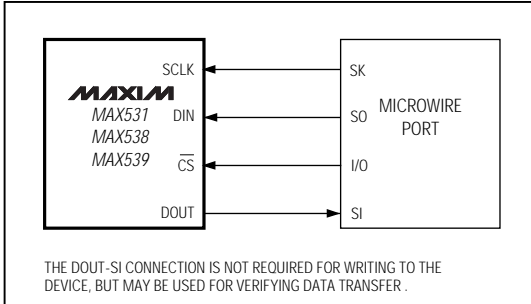 SCLK
SK
MAXIM
MAX531
DIN
SO
MICROWIRE
PORT
MAX538
MAX539
CS
I/O
DOUT
SI
THE DOUT-SI CONNECTION IS NOT REQUIRED FOR WRITING TO THE
DEVICE, BUT MAY BE USED FOR VERIFYING DATA TRANSFER .